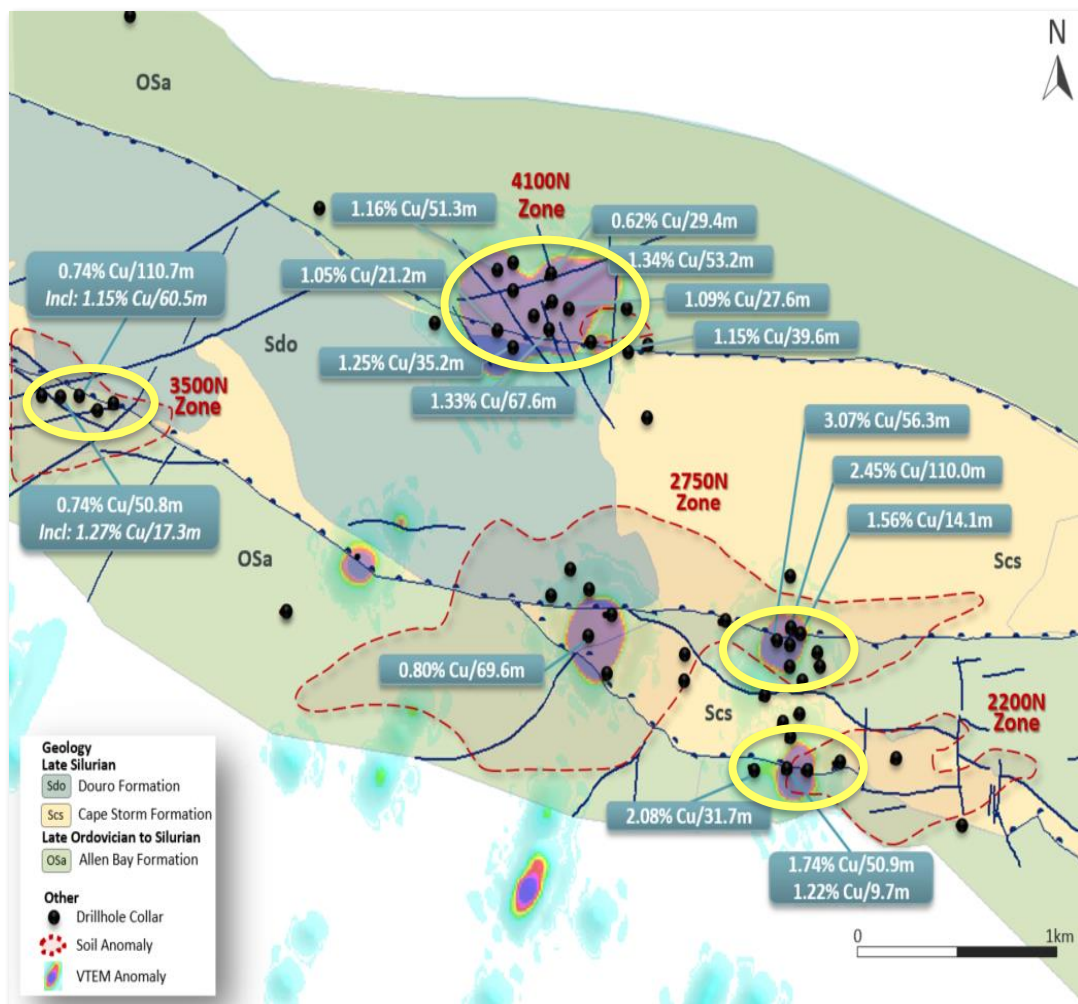 N
OSa
4100N
Zone
1.16% Cu/51.3m
0.62% Cu/29.4m
1.34% Cu/53.2m
1.05% Cu/21.2m
0.74% Cu/110.7m
Incl: 1.15% Cu/60.5m
1.09% Cu/27.6m
1.15% Cu/39.6m
Sdo
1.25% Cu/35.2m
3500N
Zone
1.33% Cu/67.6m
3.07% Cu/56.3m
2.45% Cu/110.0m
2750N
Zone
1.56% Cu/14.1m
0.74% Cu/50.8m
Incl: 1.27% Cu/17.3m
OSa
Scs
0.80% Cu/69.6m
Scs
2200N
Zone
2.08% Cu/31.7m
1.74% Cu/50.9m
1.22% Cu/9.7m
Geology
Late Silurian
Sdo Douro Formation
Scs Cape Storm Formation
Late Ordovician to Silurian
OSa Allen Bay Formation
Other
Drillhole Collar
Soil Anomaly
VTEM Anomaly
0 1km